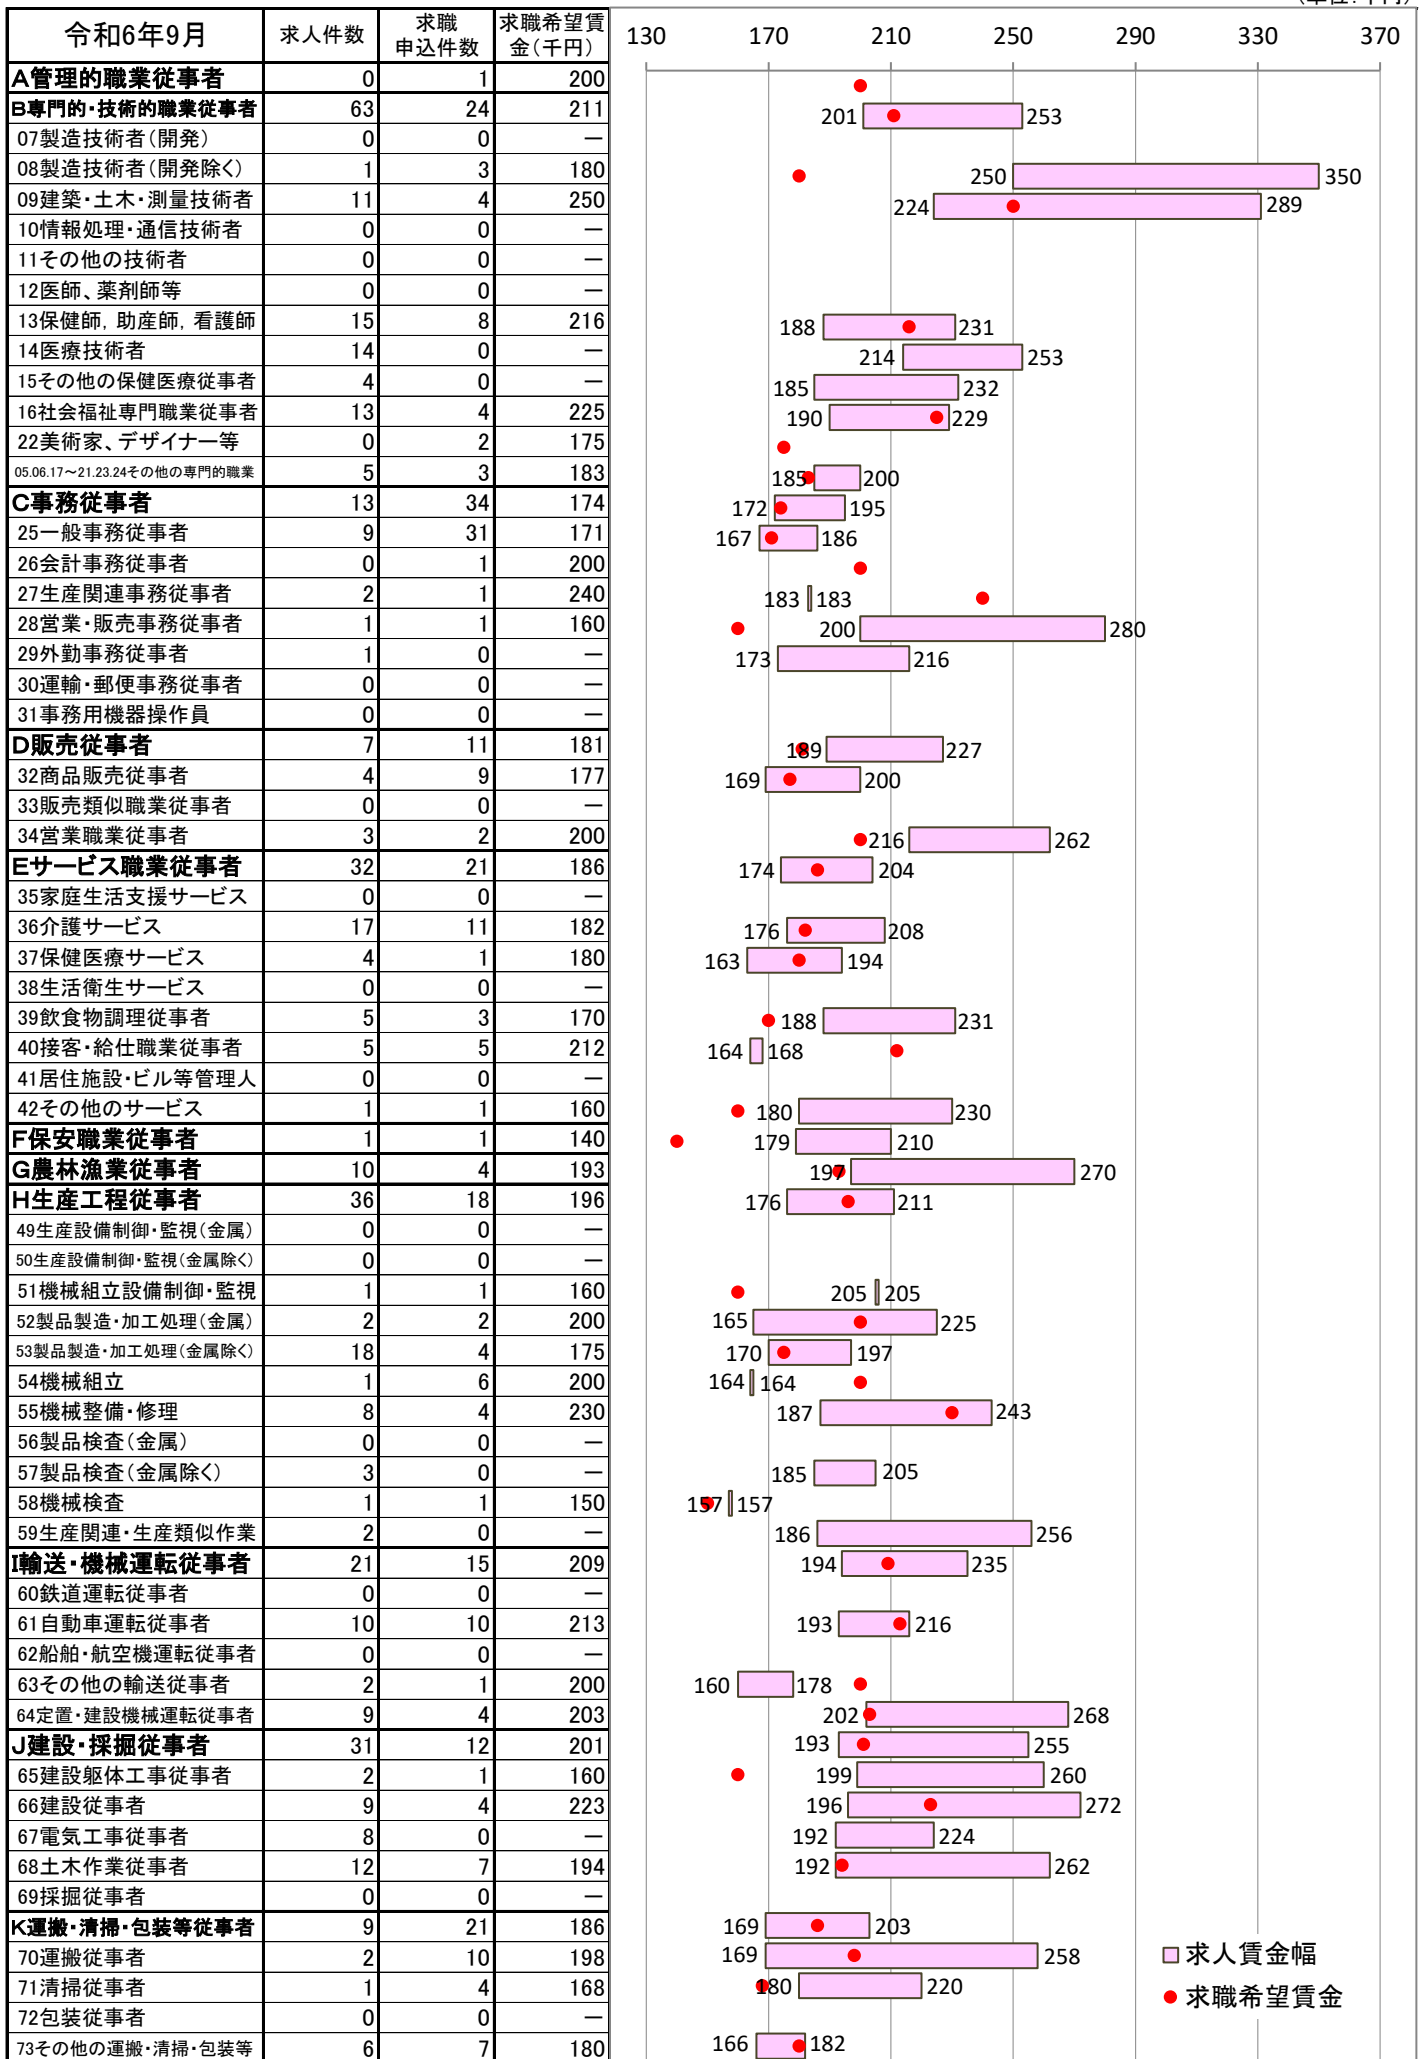 令和6年9月 求人件数 求職申込件数 求職希望賃金(千円) 130 170 210 250 290 330 370
A管理的職業従事者 0 1 200
B専門的・技術的職業従事者 63 24 211 201 253
07製造技術者(開発) 0 0 ―
08製造技術者(開発除く) 1 3 180 250 350
09建築・土木・測量技術者 11 4 250 224 289
10情報処理・通信技術者 0 0 ―
11その他の技術者 0 0 ―
12医師、薬剤師等 0 0 ―
13保健師,助産師,看護師 15 8 216 188 231
14医療技術者 14 0 ― 214 253
15その他の保健医療従事者 4 0 ― 185 232
16社会福祉専門職業従事者 13 4 225 190 229
22美術家、デザイナー等 0 2 175
05.06.17~21.23.24その他の専門的職業 5 3 183 185 200
C事務従事者 13 34 174 172 195
25一般事務従事者 9 31 171 167 186
26会計事務従事者 0 1 200
27生産関連事務従事者 2 1 240 183 183
28営業・販売事務従事者 1 1 160 200 280
29外勤事務従事者 1 0 ― 173 216
30運輸・郵便事務従事者 0 0 ―
31事務用機器操作員 0 0 ―
D販売従事者 7 11 181 189 227
32商品販売従事者 4 9 177 169 200
33販売類似職業従事者 0 0 ―
34営業職業従事者 3 2 200 216 262
Eサービス職業従事者 32 21 186 174 204
35家庭生活支援サービス 0 0 ―
36介護サービス 17 11 182 176 208
37保健医療サービス 4 1 180 163 194
38生活衛生サービス 0 0 ―
39飲食物調理従事者 5 3 170 188 231
40接客・給仕職業従事者 5 5 212 164 168
41居住施設・ビル等管理人 0 0 ―
42その他のサービス 1 1 160 180 230
F保安職業従事者 1 1 140 179 210
G農林漁業従事者 10 4 193 197 270
H生産工程従事者 36 18 196 176 211
49生産設備制御・監視(金属) 0 0 ―
50生産設備制御・監視(金属除く) 0 0 ―
51機械組立設備制御・監視 1 1 160 205 205
52製品製造・加工処理(金属) 2 2 200 165 225
53製品製造・加工処理(金属除く) 18 4 175 170 197
54機械組立 1 6 200 164 164
55機械整備・修理 8 4 230 187 243
56製品検査(金属) 0 0 ―
57製品検査(金属除く) 3 0 ― 185 205
58機械検査 1 1 150 157 157
59生産関連・生産類似作業 2 0 ― 186 256
I輸送・機械運転従事者 21 15 209 194 235
60鉄道運転従事者 0 0 ―
61自動車運転従事者 10 10 213 193 216
62船舶・航空機運転従事者 0 0 ―
63その他の輸送従事者 2 1 200 160 178
64定置・建設機械運転従事者 9 4 203 202 268
J建設・採掘従事者 31 12 201 193 255
65建設躯体工事従事者 2 1 160 199 260
66建設従事者 9 4 223 196 272
67電気工事従事者 8 0 ― 192 224
68土木作業従事者 12 7 194 192 262
69採掘従事者 0 0 ―
K運搬・清掃・包装等従事者 9 21 186 169 203
70運搬従事者 2 10 198 169 258
求人賃金幅
71清掃従事者 1 4 168 180 220
求職希望賃金
72包装従事者 0 0 ―
73その他の運搬・清掃・包装等 6 7 180 166 182